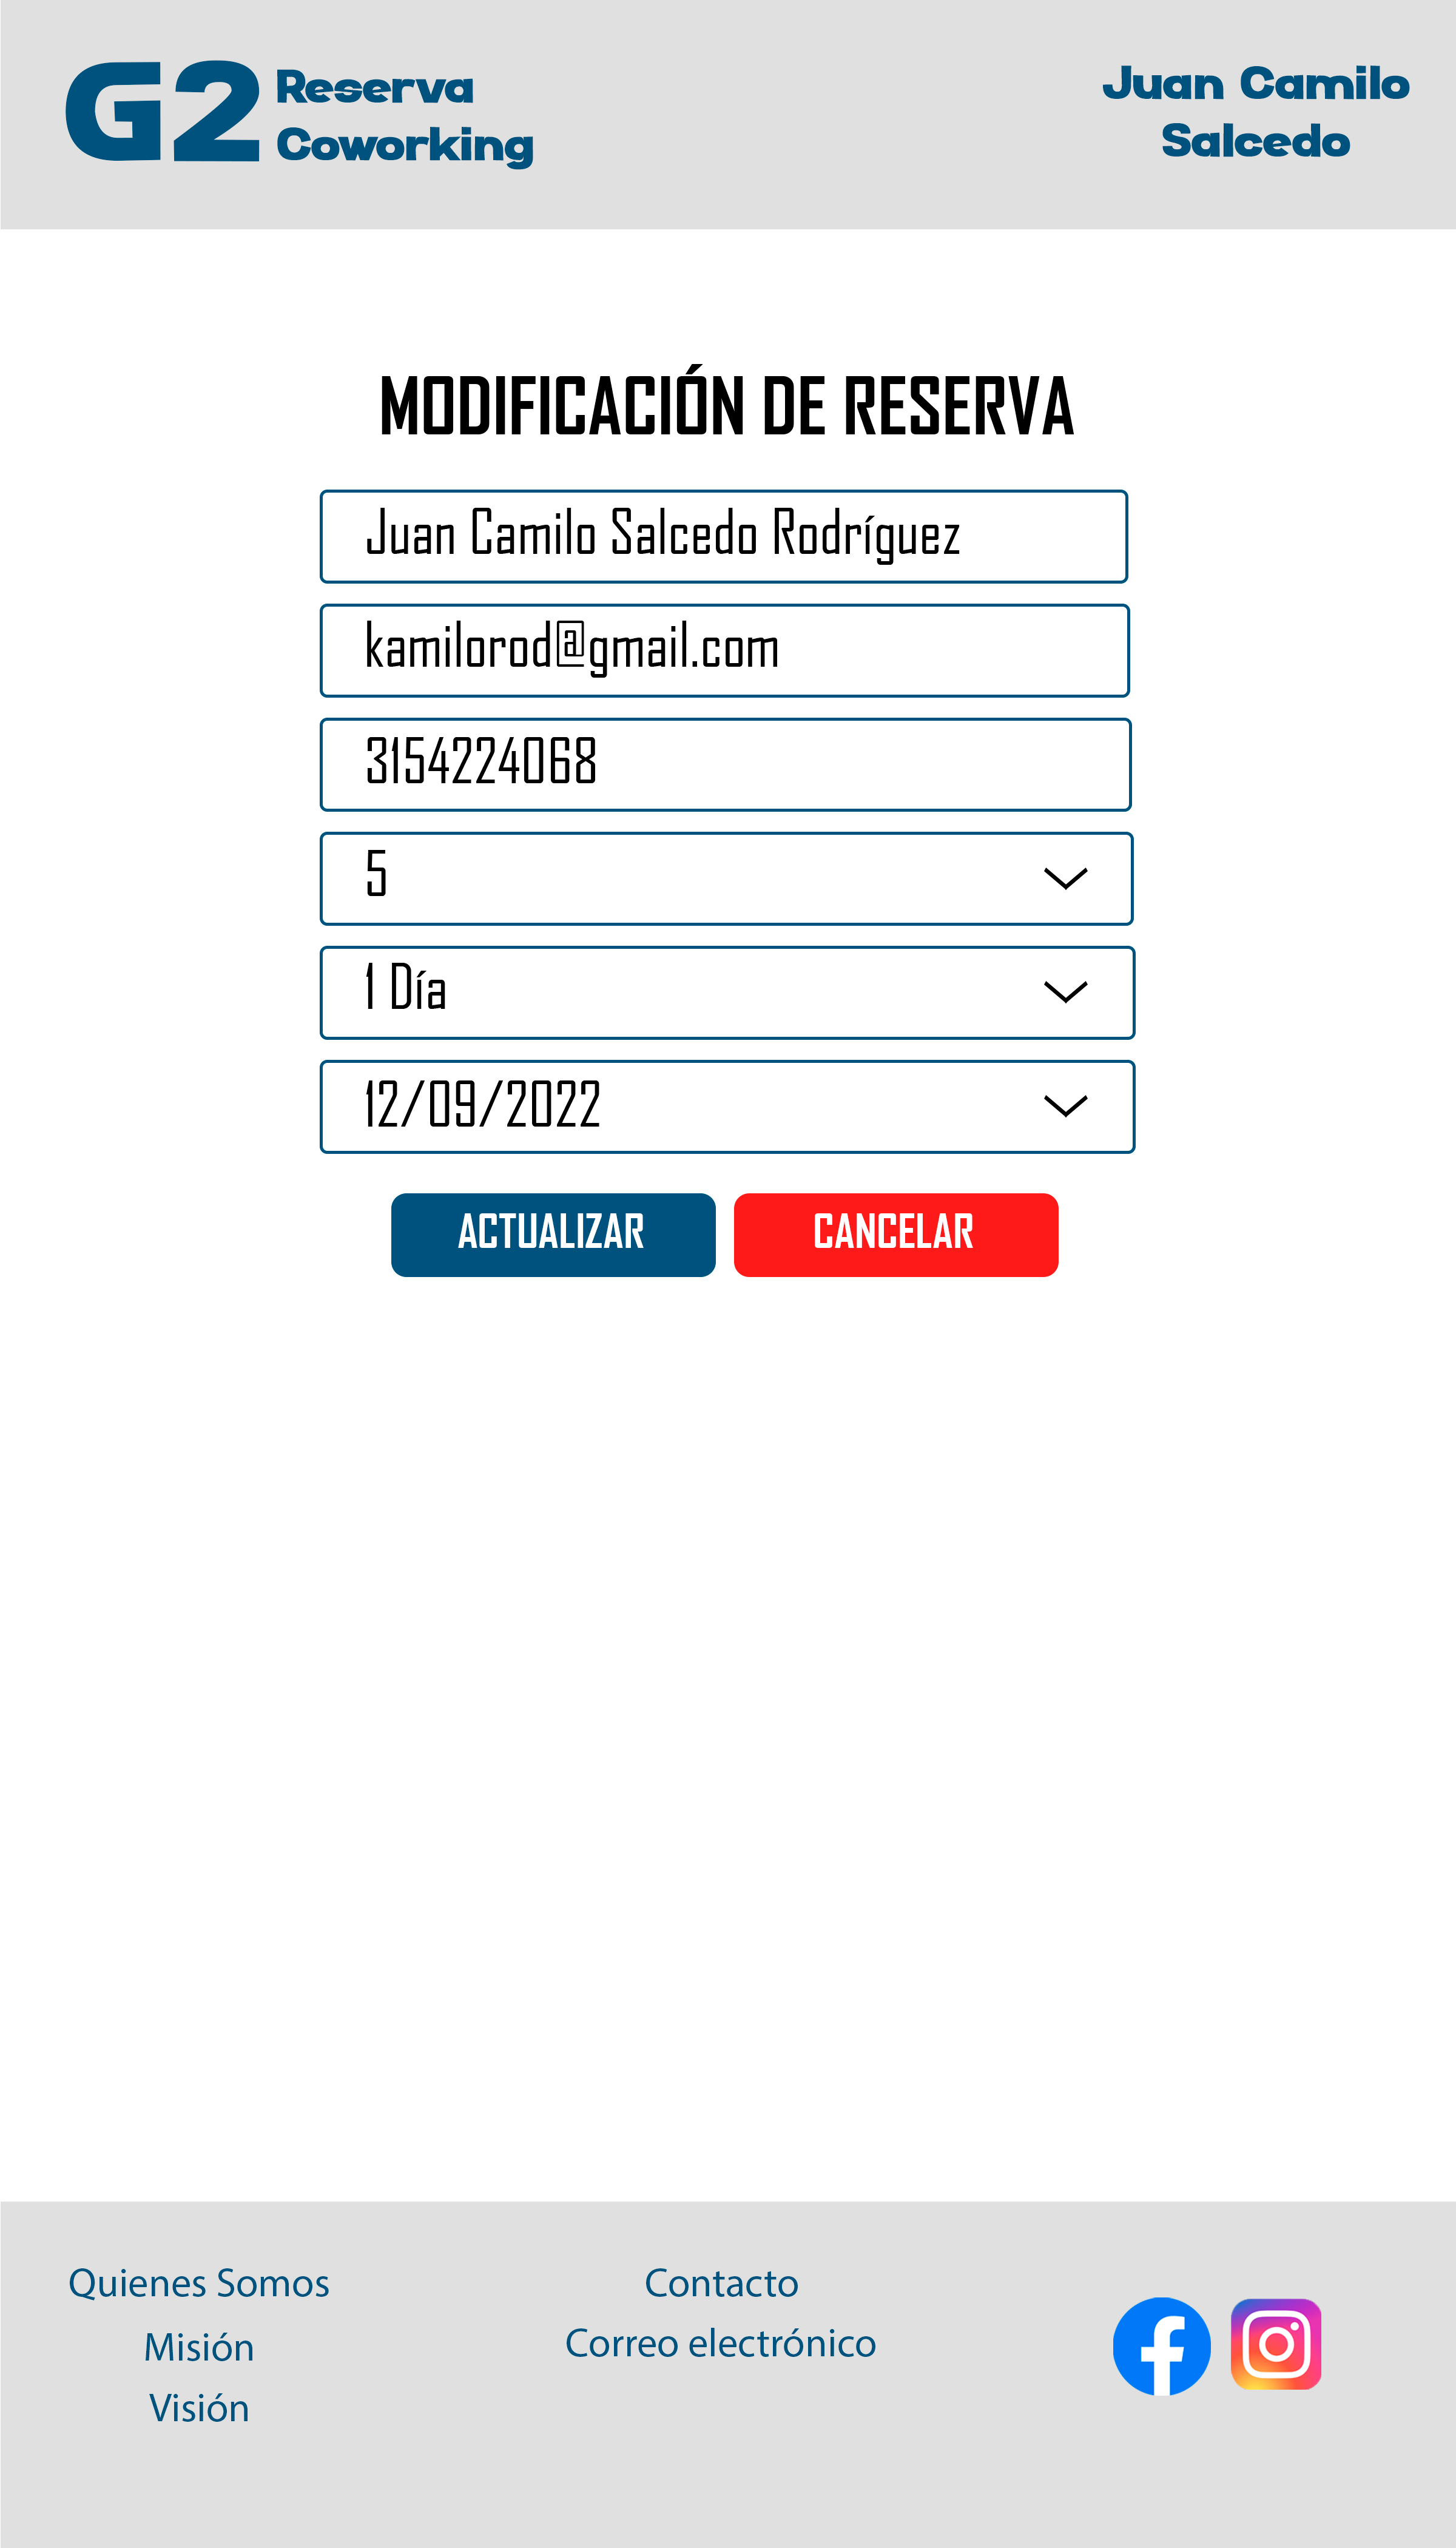 G2 Reserva
Coworking
Juan Camilo
Salcedo
MODIFICACIÓN DE RESERVA
Juan Camilo Salcedo Rodríguez
kamilorod@gmail.com
3154224068
5
1 Día
12/09/2022
ACTUALIZAR
CANCELAR
Quienes Somos
Misión
Visión
Contacto
Correo electrónico